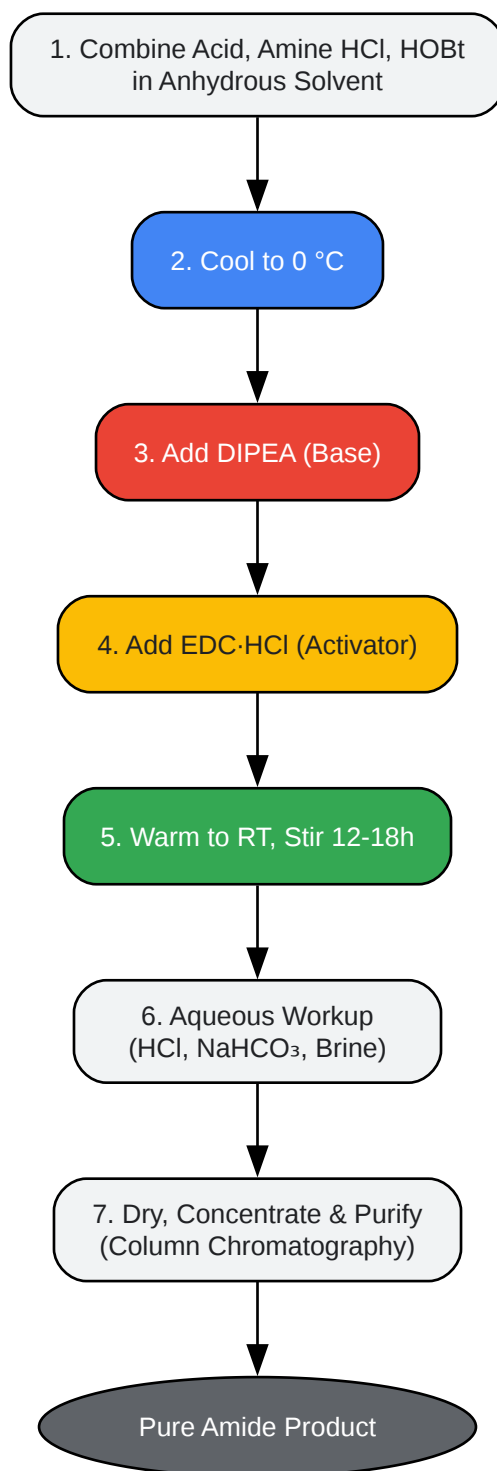 1. Combine Acid, Amine HCl, HOBt
in Anhydrous Solvent
2. Cool to 0 °C
3. Add DIPEA (Base)
4. Add EDC·HCl (Activator)
5. Warm to RT, Stir 12-18h
6. Aqueous Workup
(HCl, NaHCO₃, Brine)
7. Dry, Concentrate & Purify
(Column Chromatography)
Pure Amide Product